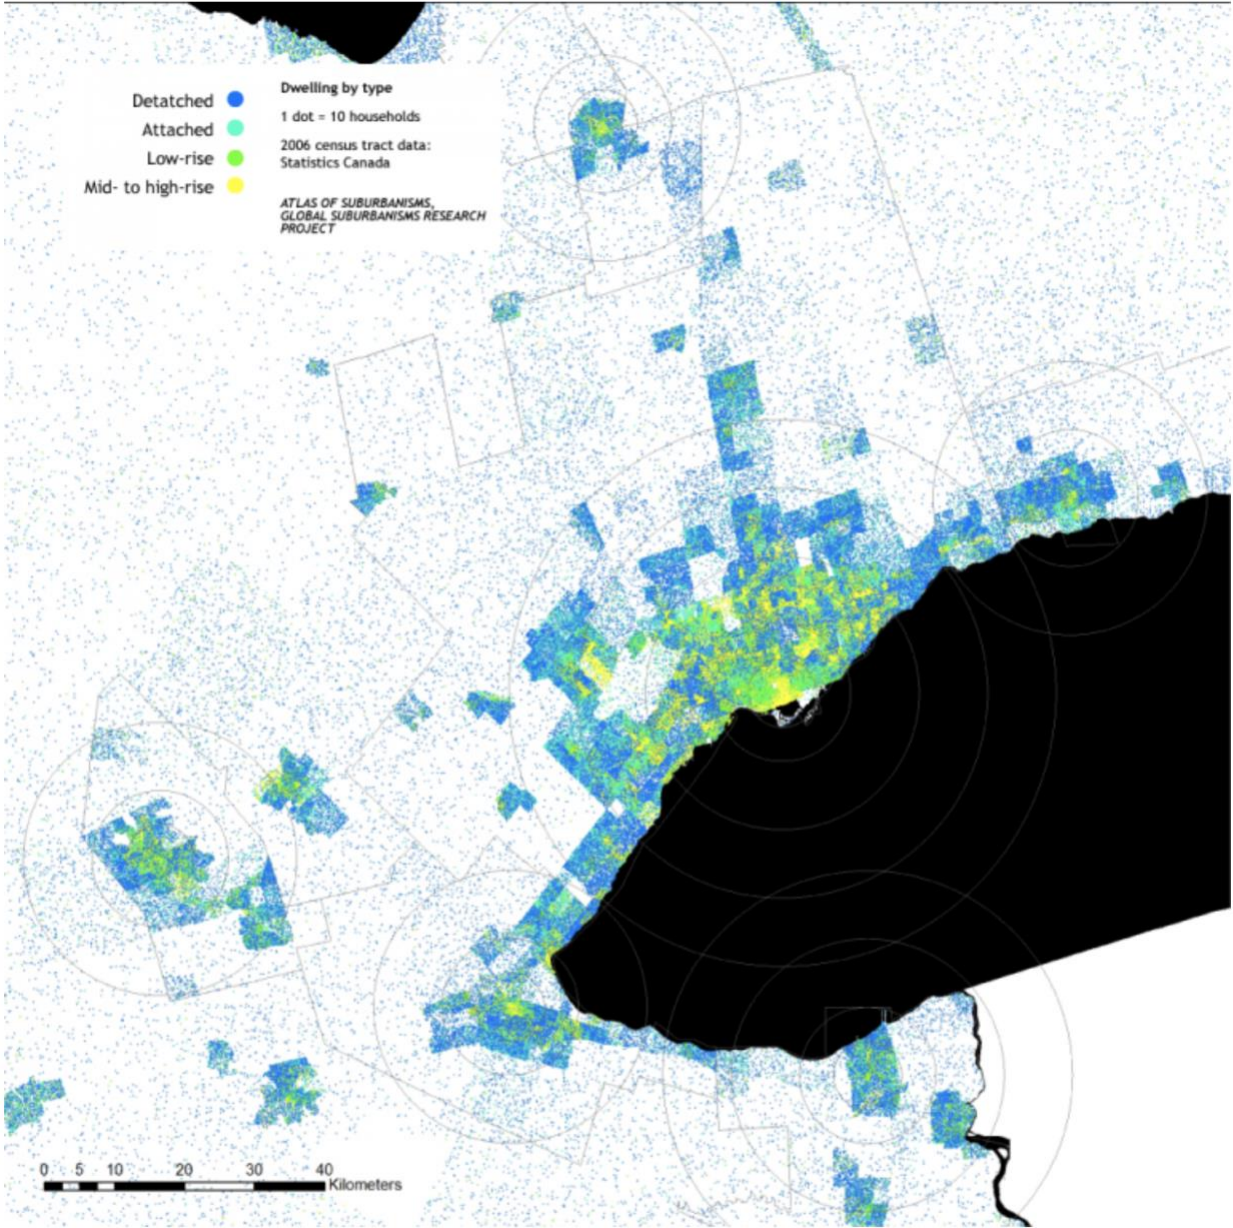 Detatched
Attached
Low-rise
Mid- to high-rise
Dwelling by type
1 dot = 10 households
2006 census tract data:
Statistics Canada
ATLAS OF SUBURBANISMS,
GLOBAL SUBURBANISMS RESEARCH
PROJECT
0 5 10 20 30 40
Kilometers